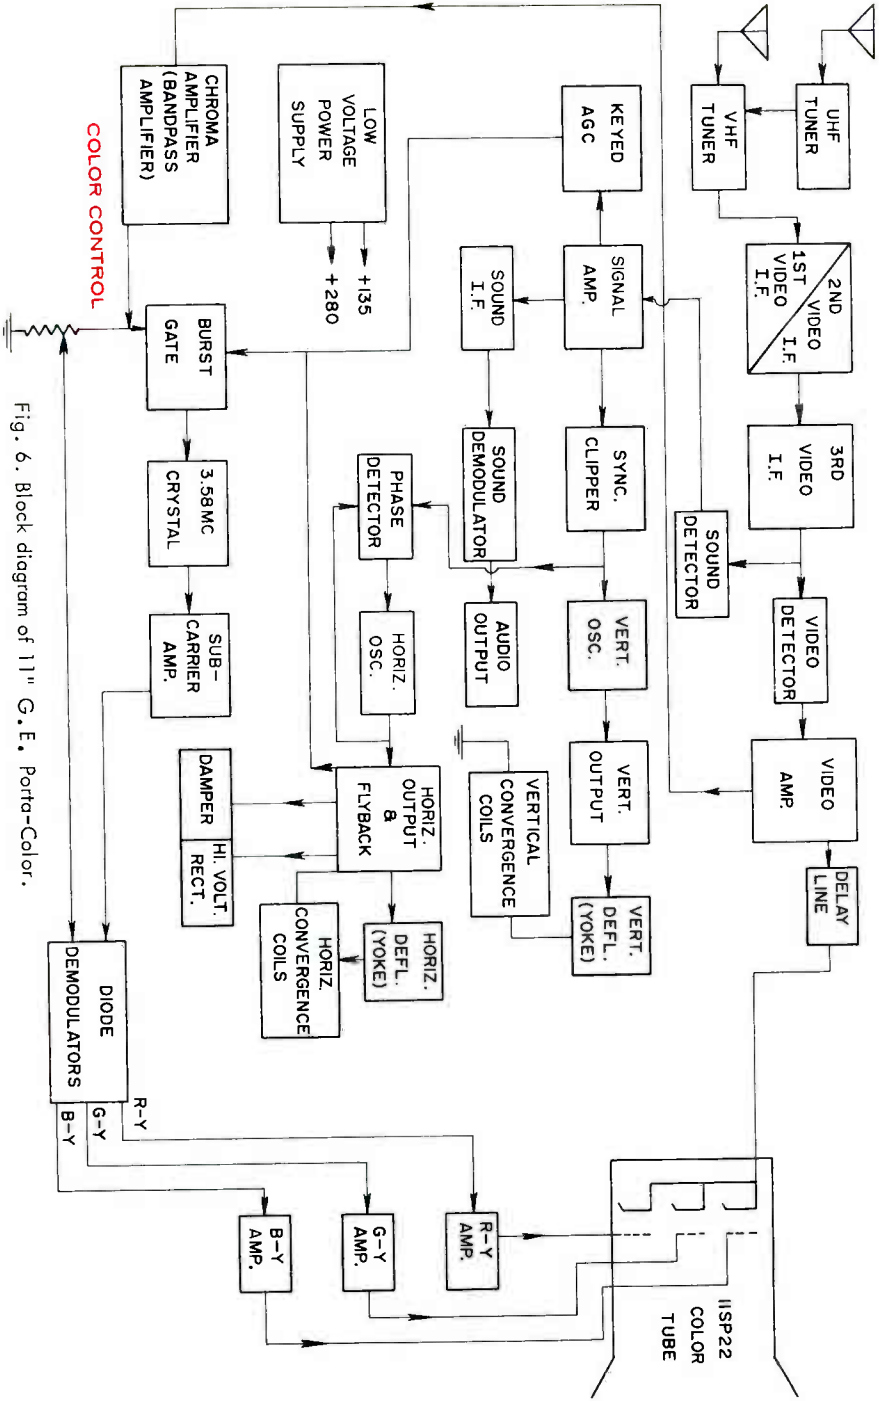 UHF
TUNER
VHF
TUNER
2ND
VIDEO
I.F.
1ST
VIDEO
I.F.
3RD
VIDEO
I.F.
SOUND
DETECTOR
VIDEO
DETECTOR
VIDEO
AMP.
DELAY
LINE
11SP22
COLOR
TUBE
KEYED
AGC
SIGNAL
AMP.
SYNC.
CLIPPER
VERT.
OSC.
VERT.
OUTPUT
VERT.
DEFL.
(YOKE)
SOUND
I.F.
SOUND
DEMODULATOR
AUDIO
OUTPUT
VERTICAL
CONVERGENCE
COILS
LOW
VOLTAGE
POWER
SUPPLY
+135
+280
PHASE
DETECTOR
HORIZ.
OSC.
HORIZ.
OUTPUT
&
FLYBACK
HORIZ.
DEFL.
(YOKE)
HORIZ.
CONVERGENCE
COILS
DAMPER
HI. VOLT.
RECT.
CHROMA
AMPLIFIER
(BANDPASS
AMPLIFIER)
COLOR CONTROL
BURST
GATE
3.58MC
CRYSTAL
SUB-
CARRIER
AMP.
DIODE
DEMODULATORS
R-Y
G-Y
B-Y
R-Y
AMP.
G-Y
AMP.
B-Y
AMP.
Fig. 6. Block diagram of 11" G.E. Porta-Color.